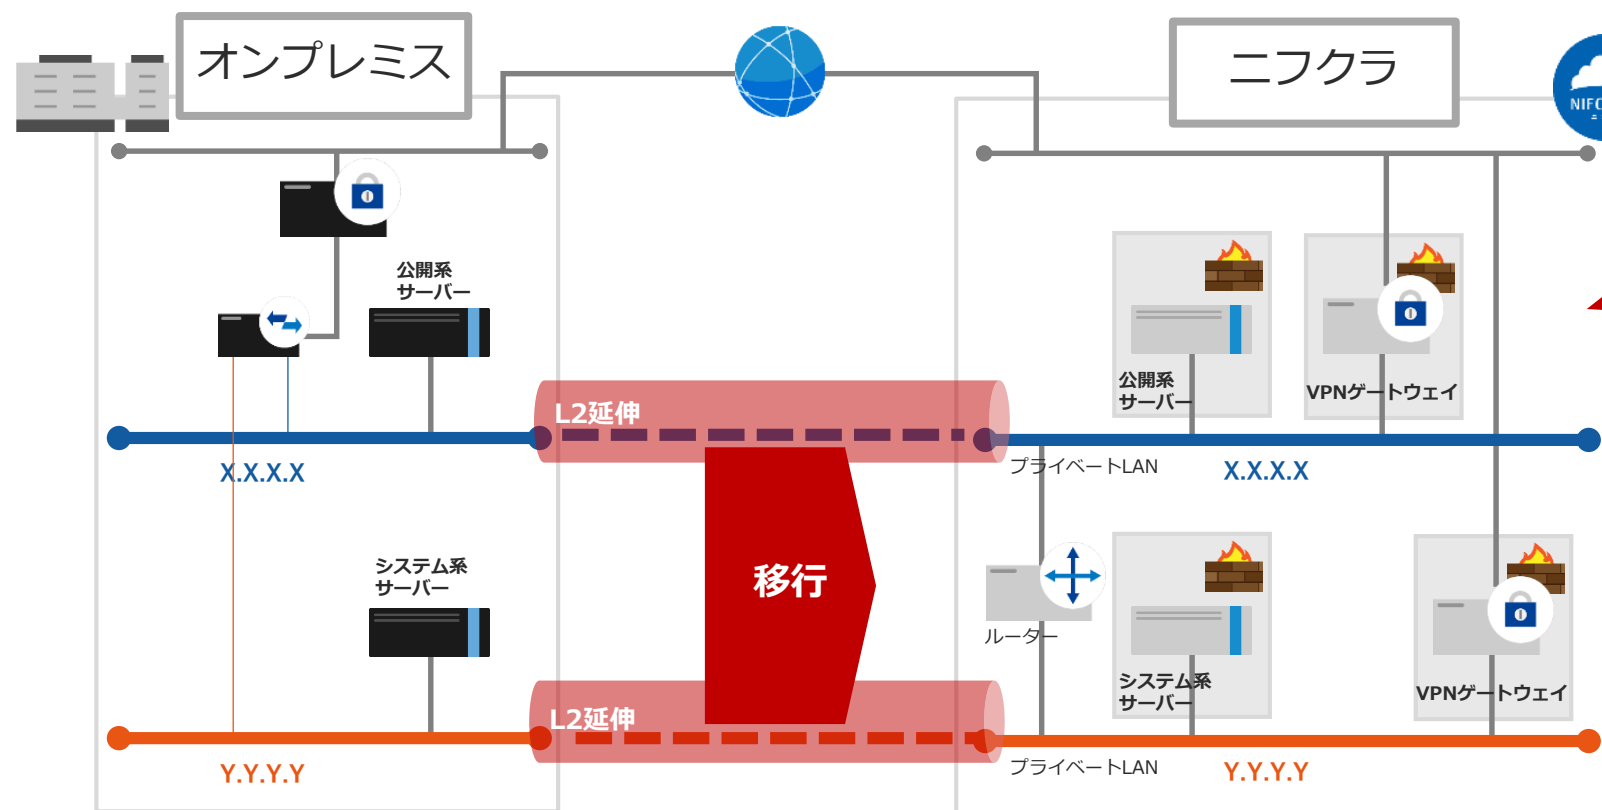 オンプレミス
ニフクラ
公開系
サーバー
公開系
サーバー
VPNゲートウェイ
L2延伸
X.X.X.X
プライベートLAN
X.X.X.X
システム系
サーバー
移行
ルーター
システム系
サーバー
VPNゲートウェイ
L2延伸
Y.Y.Y.Y
プライベートLAN
Y.Y.Y.Y